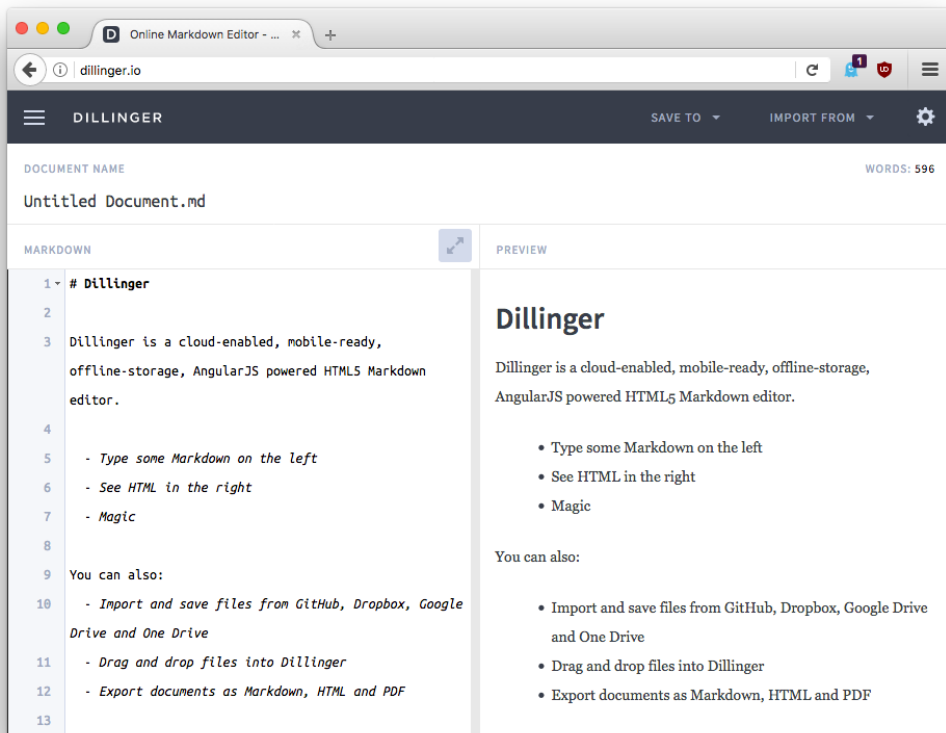 Online Markdown Editor - ...
dillinger.io
1
DILLINGER
SAVE TO
IMPORT FROM
DOCUMENT NAME
WORDS: 596
Untitled Document.md
MARKDOWN
PREVIEW
1 # Dillinger
2
3 Dillinger is a cloud-enabled, mobile-ready,
offline-storage, AngularJS powered HTML5 Markdown
editor.
4
5 - Type some Markdown on the left
6 - See HTML in the right
7 - Magic
8
9 You can also:
10 - Import and save files from GitHub, Dropbox, Google
Drive and One Drive
11 - Drag and drop files into Dillinger
12 - Export documents as Markdown, HTML and PDF
13
Dillinger
Dillinger is a cloud-enabled, mobile-ready, offline-storage,
AngularJS powered HTML5 Markdown editor.
• Type some Markdown on the left
• See HTML in the right
• Magic
You can also:
• Import and save files from GitHub, Dropbox, Google Drive
and One Drive
• Drag and drop files into Dillinger
• Export documents as Markdown, HTML and PDF